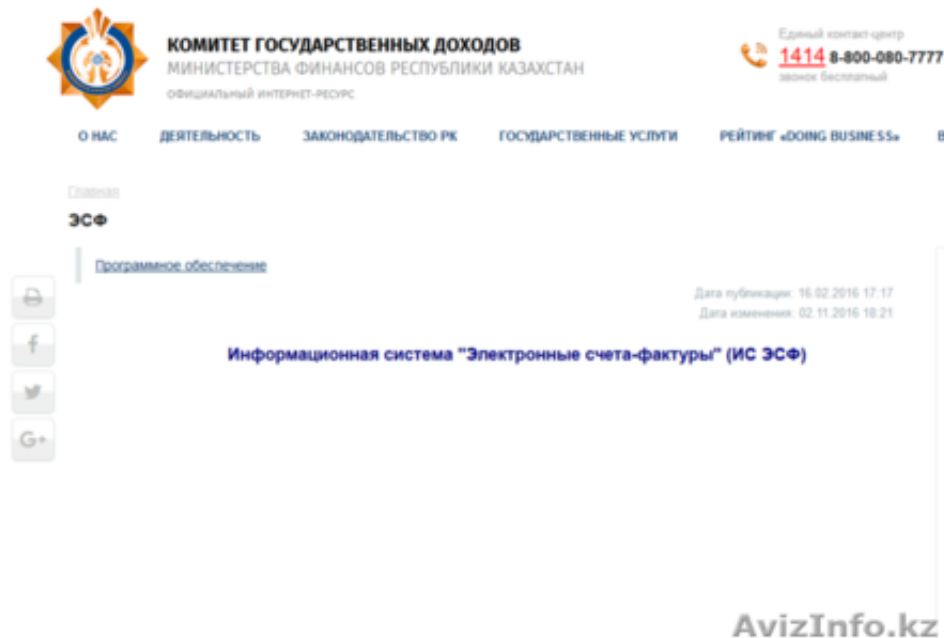 КОМИТЕТ ГОСУДАРСТВЕННЫХ ДОХОДОВ
МИНИСТЕРСТВА ФИНАНСОВ РЕСПУБЛИКИ КАЗАХСТАН
ОФИЦИАЛЬНЫЙ ИНТЕРНЕТ-РЕСУРС
Единый контакт-центр
1414 8-800-080-7777
звонок бесплатный
О НАС ДЕЯТЕЛЬНОСТЬ ЗАКОНОДАТЕЛЬСТВО РК ГОСУДАРСТВЕННЫЕ УСЛУГИ РЕЙТИНГ «DOING BUSINESS» В
Главная
ЭСФ
Программное обеспечение
Дата публикации: 16.02.2016 17:17
Дата изменения: 02.11.2016 18:21
f
G+
Информационная система "Электронные счета-фактуры" (ИС ЭСФ)
AvizInfo.kz